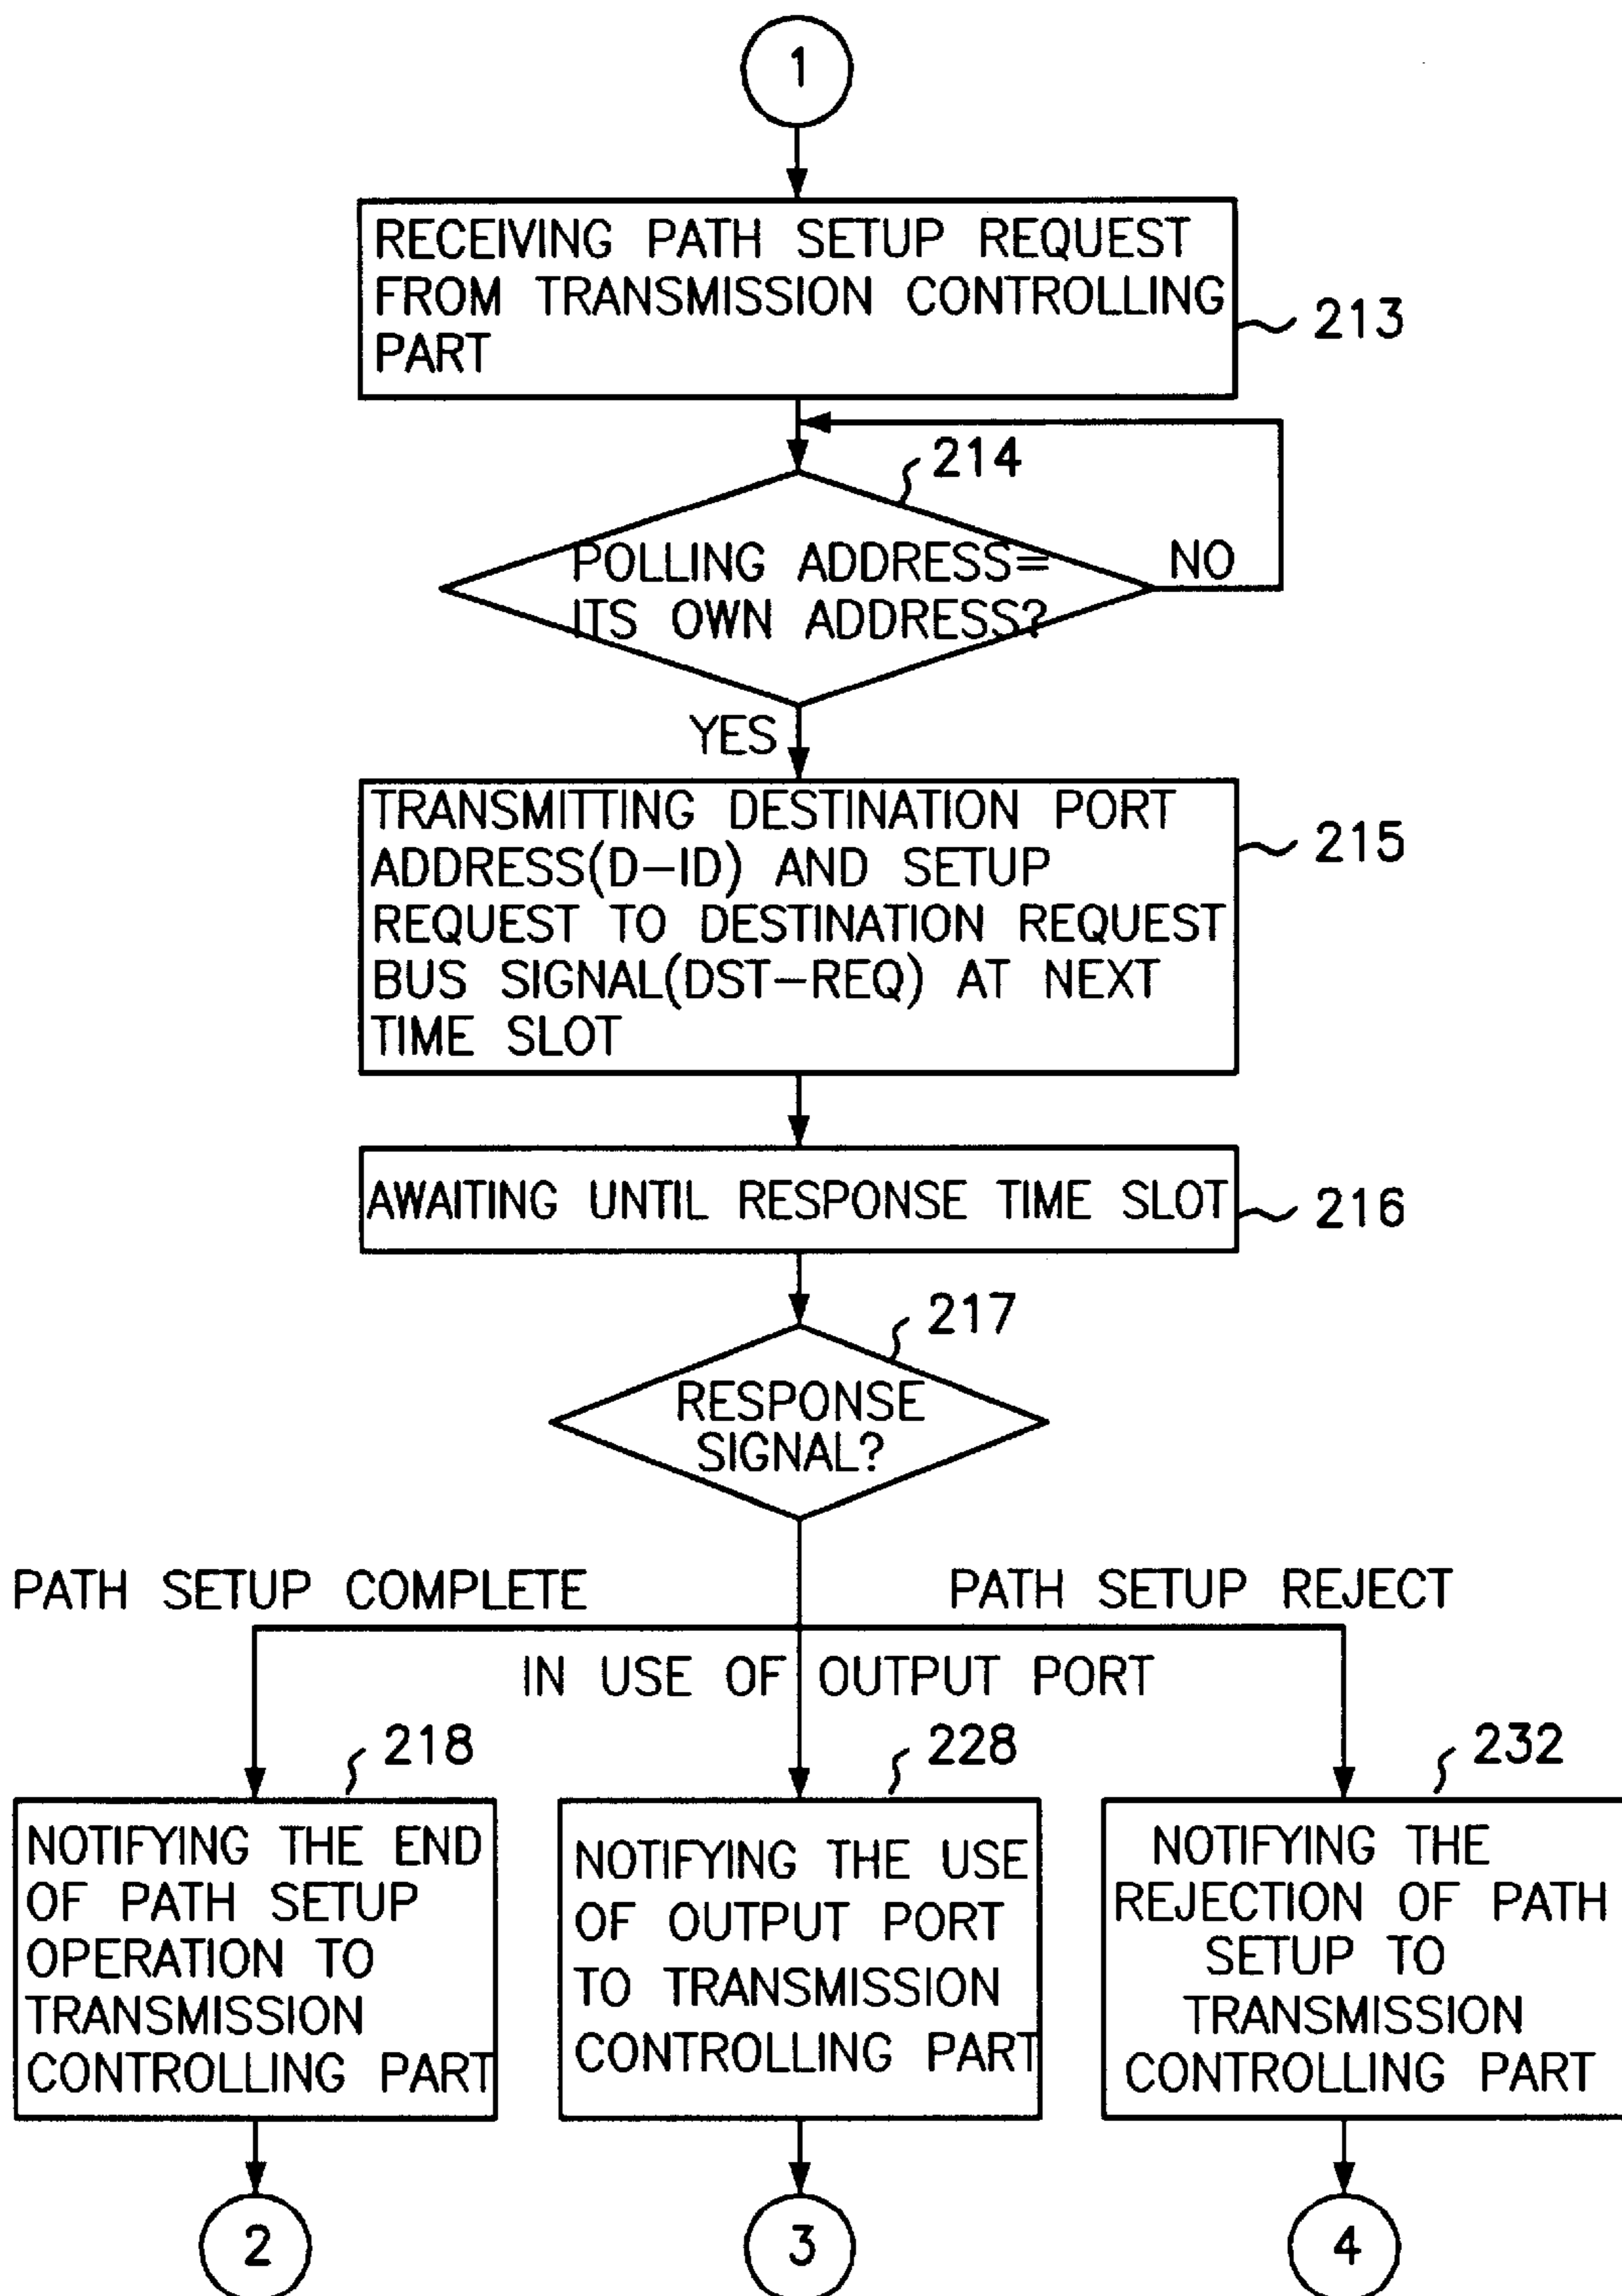 1
RECEIVING PATH SETUP REQUEST
FROM TRANSMISSION CONTROLLING
PART
213
214
POLLING ADDRESS=
ITS OWN ADDRESS?
NO
YES
TRANSMITTING DESTINATION PORT
ADDRESS(D-ID) AND SETUP
REQUEST TO DESTINATION REQUEST
BUS SIGNAL(DST-REQ) AT NEXT
TIME SLOT
215
AWAITING UNTIL RESPONSE TIME SLOT
216
217
RESPONSE
SIGNAL?
PATH SETUP COMPLETE
PATH SETUP REJECT
IN USE OF OUTPUT PORT
218
NOTIFYING THE END
OF PATH SETUP
OPERATION TO
TRANSMISSION
CONTROLLING PART
228
NOTIFYING THE USE
OF OUTPUT PORT
TO TRANSMISSION
CONTROLLING PART
232
NOTIFYING THE
REJECTION OF PATH
SETUP TO
TRANSMISSION
CONTROLLING PART
2
3
4